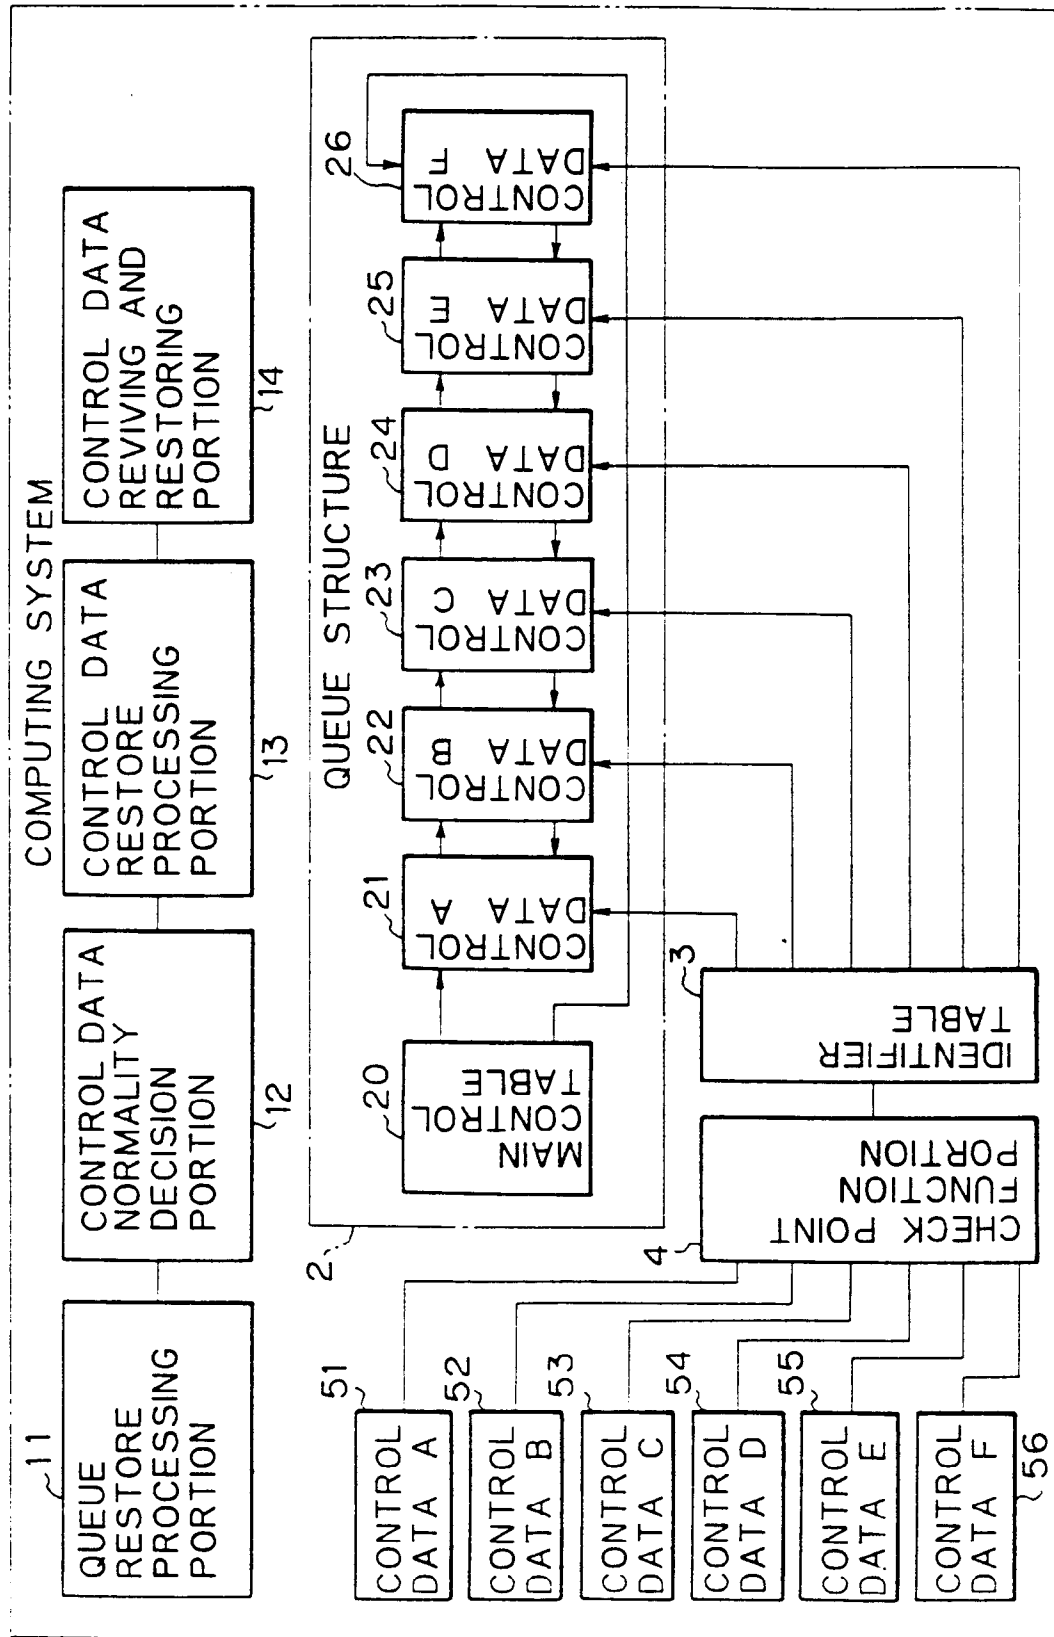 COMPUTING SYSTEM
11
QUEUE
RESTORE
PROCESSING
PORTION
12
CONTROL DATA
NORMALITY
DECISION
PORTION
13
CONTROL DATA
RESTORE
PROCESSING
PORTION
14
CONTROL DATA
REVIVING AND
RESTORING
PORTION
2
QUEUE STRUCTURE
20
MAIN
CONTROL
TABLE
21
CONTROL
DATA A
22
CONTROL
DATA B
23
CONTROL
DATA C
24
CONTROL
DATA D
25
CONTROL
DATA E
26
CONTROL
DATA F
51
CONTROL
DATA A
52
CONTROL
DATA B
53
CONTROL
DATA C
54
CONTROL
DATA D
55
CONTROL
DATA E
56
CONTROL
DATA F
4
CHECK POINT
FUNCTION
PORTION
3
IDENTIFIER
TABLE